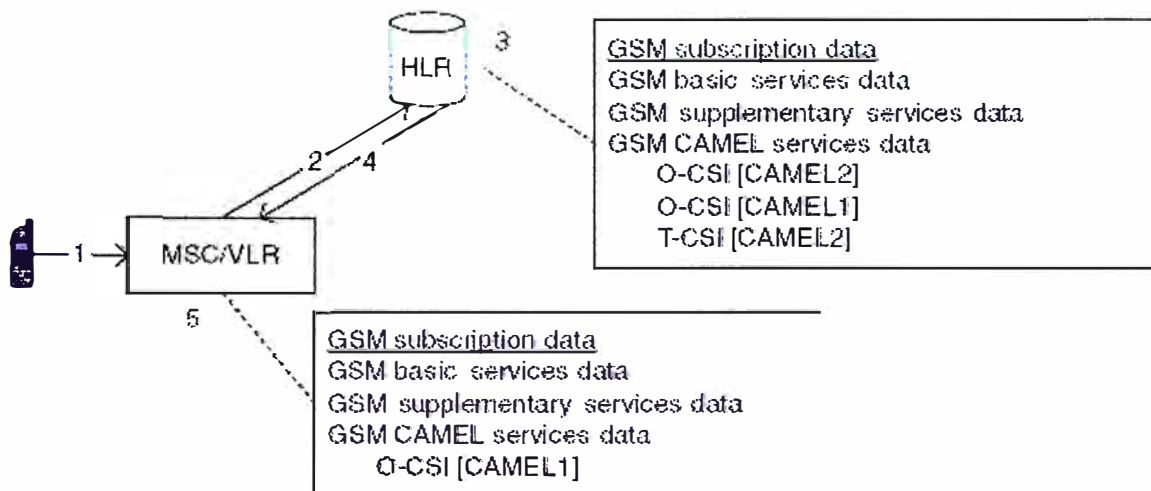 HLR
3
GSM subscription data
GSM basic services data
GSM supplementary services data
GSM CAMEL services data
O-CSI [CAMEL2]
O-CSI [CAMEL1]
T-CSI [CAMEL2]
2
4
1
MSC/VLR
5
GSM subscription data
GSM basic services data
GSM supplementary services data
GSM CAMEL services data
O-CSI [CAMEL1]